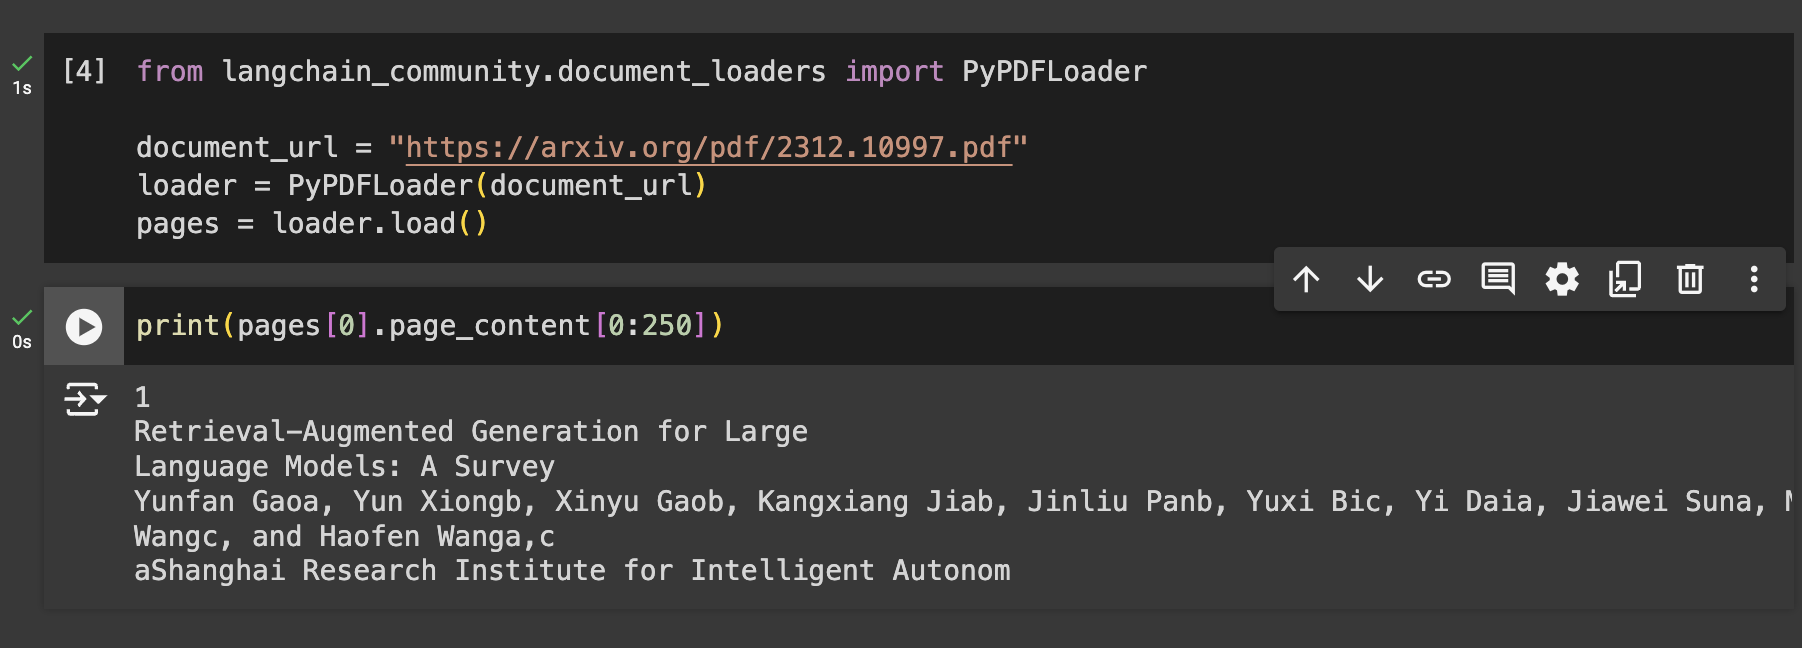 [4] from langchain_community.document_loaders import PyPDFLoader
1s
document_url = "https://arxiv.org/pdf/2312.10997.pdf"
loader = PyPDFLoader(document_url)
pages = loader.load()
print(pages[0].page_content[0:250])
0s
1
Retrieval-Augmented Generation for Large
Language Models: A Survey
Yunfan Gaoa, Yun Xiongb, Xinyu Gaob, Kangxiang Jiab, Jinliu Panb, Yuxi Bic, Yi Daia, Jiawei Suna,
Wangc, and Haofen Wanga,c
aShanghai Research Institute for Intelligent Autonom